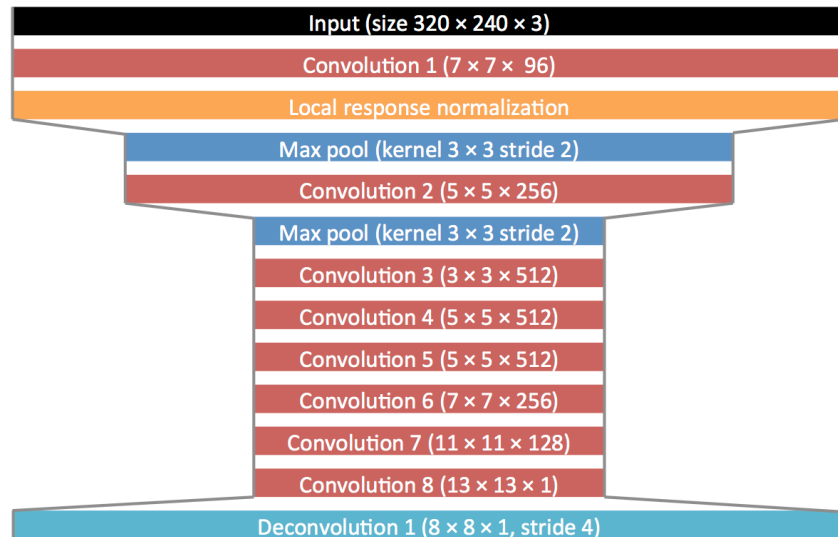 Input (size 320 × 240 × 3)
Convolution 1 (7 × 7 × 96)
Local response normalization
Max pool (kernel 3 × 3 stride 2)
Convolution 2 (5 × 5 × 256)
Max pool (kernel 3 × 3 stride 2)
Convolution 3 (3 × 3 × 512)
Convolution 4 (5 × 5 × 512)
Convolution 5 (5 × 5 × 512)
Convolution 6 (7 × 7 × 256)
Convolution 7 (11 × 11 × 128)
Convolution 8 (13 × 13 × 1)
Deconvolution 1 (8 × 8 × 1, stride 4)